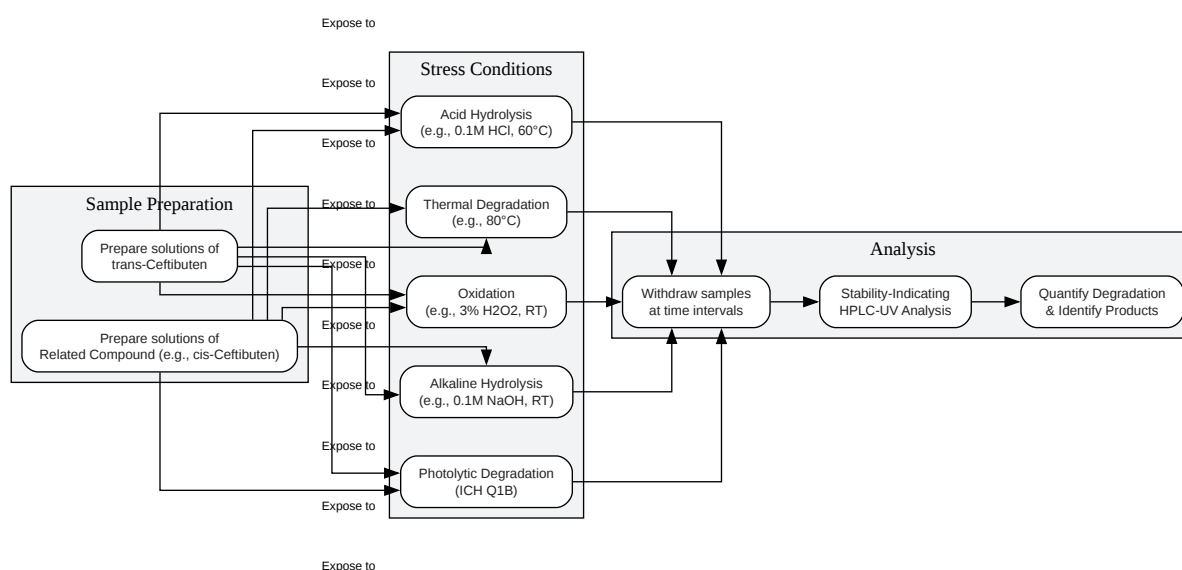 Expose to
Stress Conditions
Expose to
Acid Hydrolysis
(e.g., 0.1M HCl, 60°C)
Expose to
Sample Preparation
Expose to
Thermal Degradation
(e.g., 80°C)
Prepare solutions of
trans-Ceftibuten
Expose to
Analysis
Oxidation
(e.g., 3% H2O2, RT)
Withdraw samples
at time intervals
Stability-Indicating
HPLC-UV Analysis
Quantify Degradation
& Identify Products
Expose to
Prepare solutions of
Related Compound (e.g., cis-Ceftibuten)
Expose to
Alkaline Hydrolysis
(e.g., 0.1M NaOH, RT)
Expose to
Photolytic Degradation
(ICH Q1B)
Expose to
Expose to